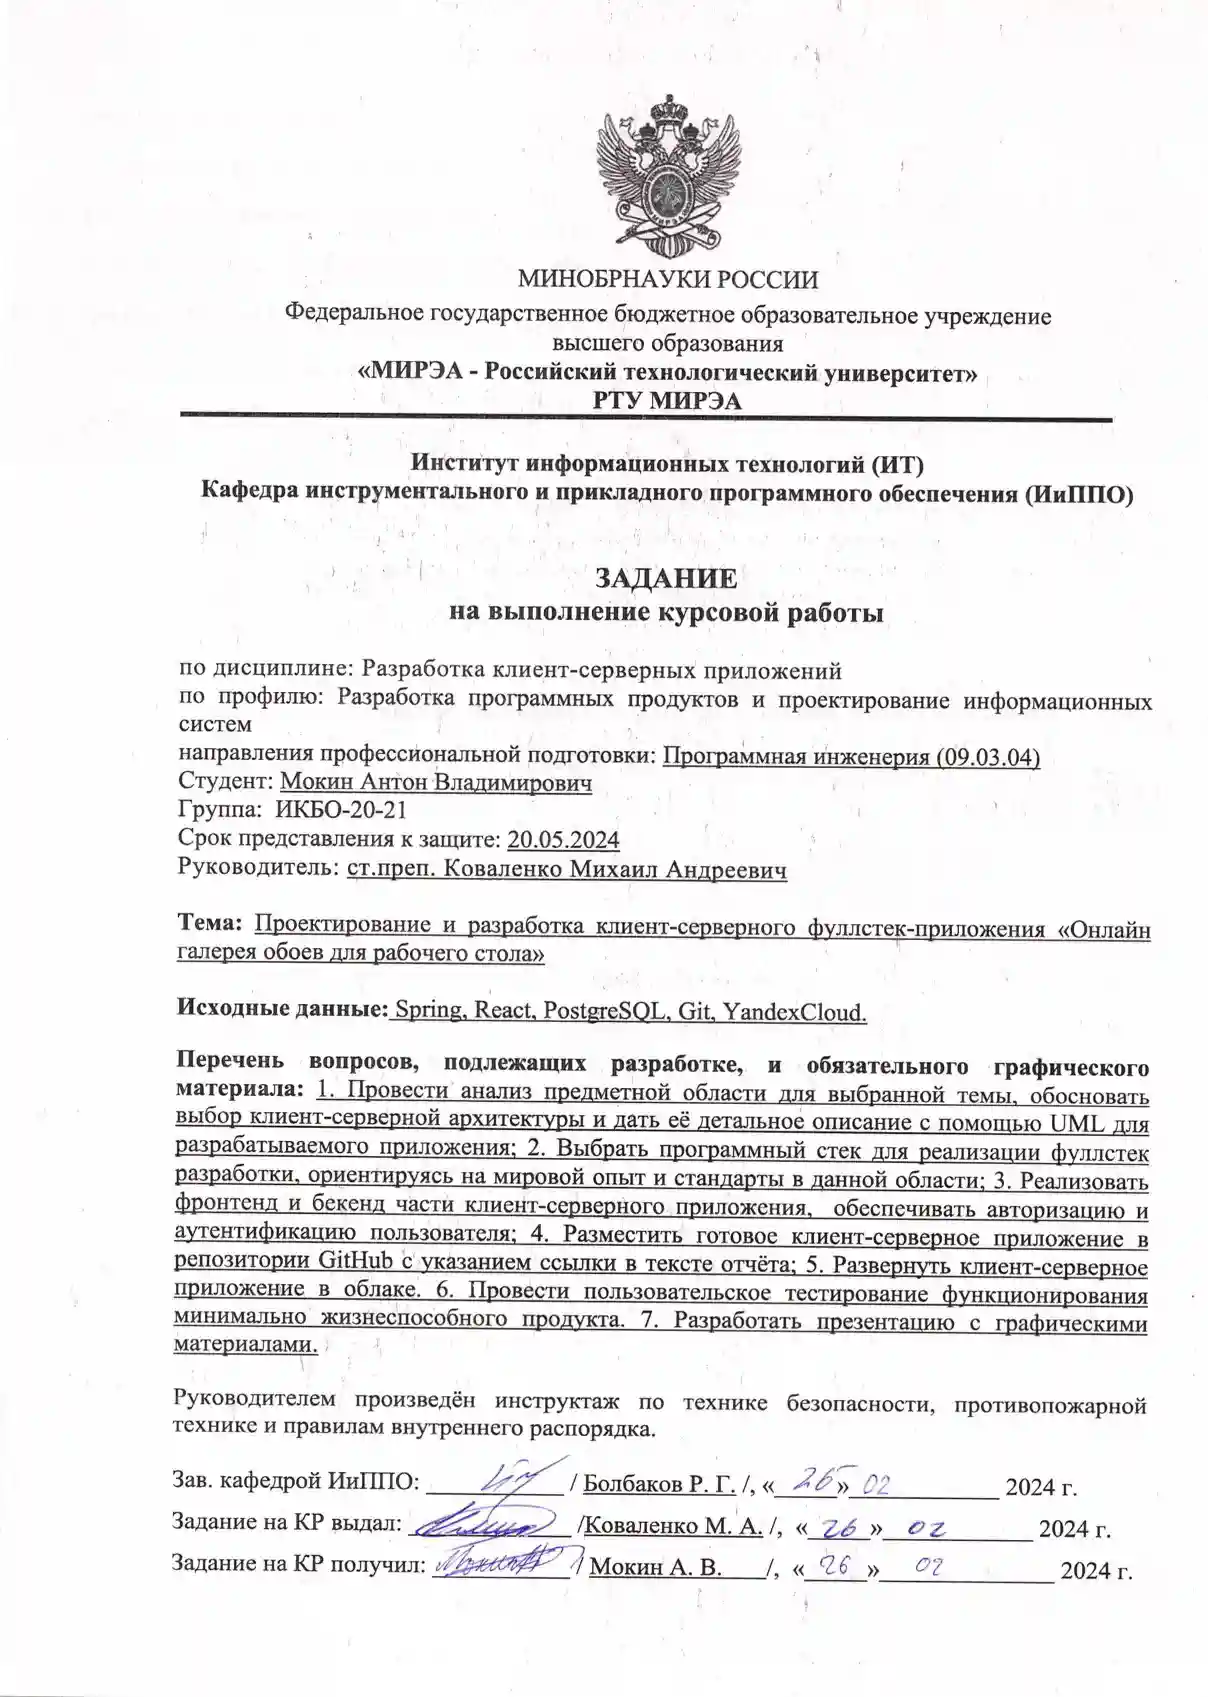 МИРЭА
МИНОБРНАУКИ РОССИИ
Федеральное государственное бюджетное образовательное учреждение
высшего образования
«МИРЭА - Российский технологический университет»
РТУ МИРЭА
Институт информационных технологий (ИТ)
Кафедра инструментального и прикладного программного обеспечения (ИиППО)
ЗАДАНИЕ
на выполнение курсовой работы
по дисциплине: Разработка клиент-серверных приложений
по профилю: Разработка программных продуктов и проектирование информационных
систем
направления профессиональной подготовки: Программная инженерия (09.03.04)
Студент: Мокин Антон Владимирович
Группа: ИКБО-20-21
Срок представления к защите: 20.05.2024
Руководитель: ст.преп. Коваленко Михаил Андреевич
Тема: Проектирование и разработка клиент-серверного фуллстек-приложения «Онлайн
галерея обоев для рабочего стола»
Исходные данные: Spring, React, PostgreSQL, Git, YandexCloud.
Перечень вопросов, подлежащих разработке, и обязательного графического
материала: 1. Провести анализ предметной области для выбранной темы, обосновать
выбор клиент-серверной архитектуры и дать её детальное описание с помощью UML для
разрабатываемого приложения; 2. Выбрать программный стек для реализации фуллстек
разработки, ориентируясь на мировой опыт и стандарты в данной области; 3. Реализовать
фронтенд и бекенд части клиент-серверного приложения, обеспечивать авторизацию и
аутентификацию пользователя; 4. Разместить готовое клиент-серверное приложение в
репозитории GitHub с указанием ссылки в тексте отчёта; 5. Развернуть клиент-серверное
приложение в облаке. 6. Провести пользовательское тестирование функционирования
минимально жизнеспособного продукта. 7. Разработать презентацию с графическими
материалами.
Руководителем произведён инструктаж по технике безопасности, противопожарной
технике и правилам внутреннего распорядка.
Зав. кафедрой ИиППО: / Болбаков Р. Г. /, « 26 » 02 2024 г.
Задание на КР выдал: /Коваленко М. А. /, « 26 » 02 2024 г.
Задание на КР получил: / Мокин А. В. /, « 26 » 02 2024 г.